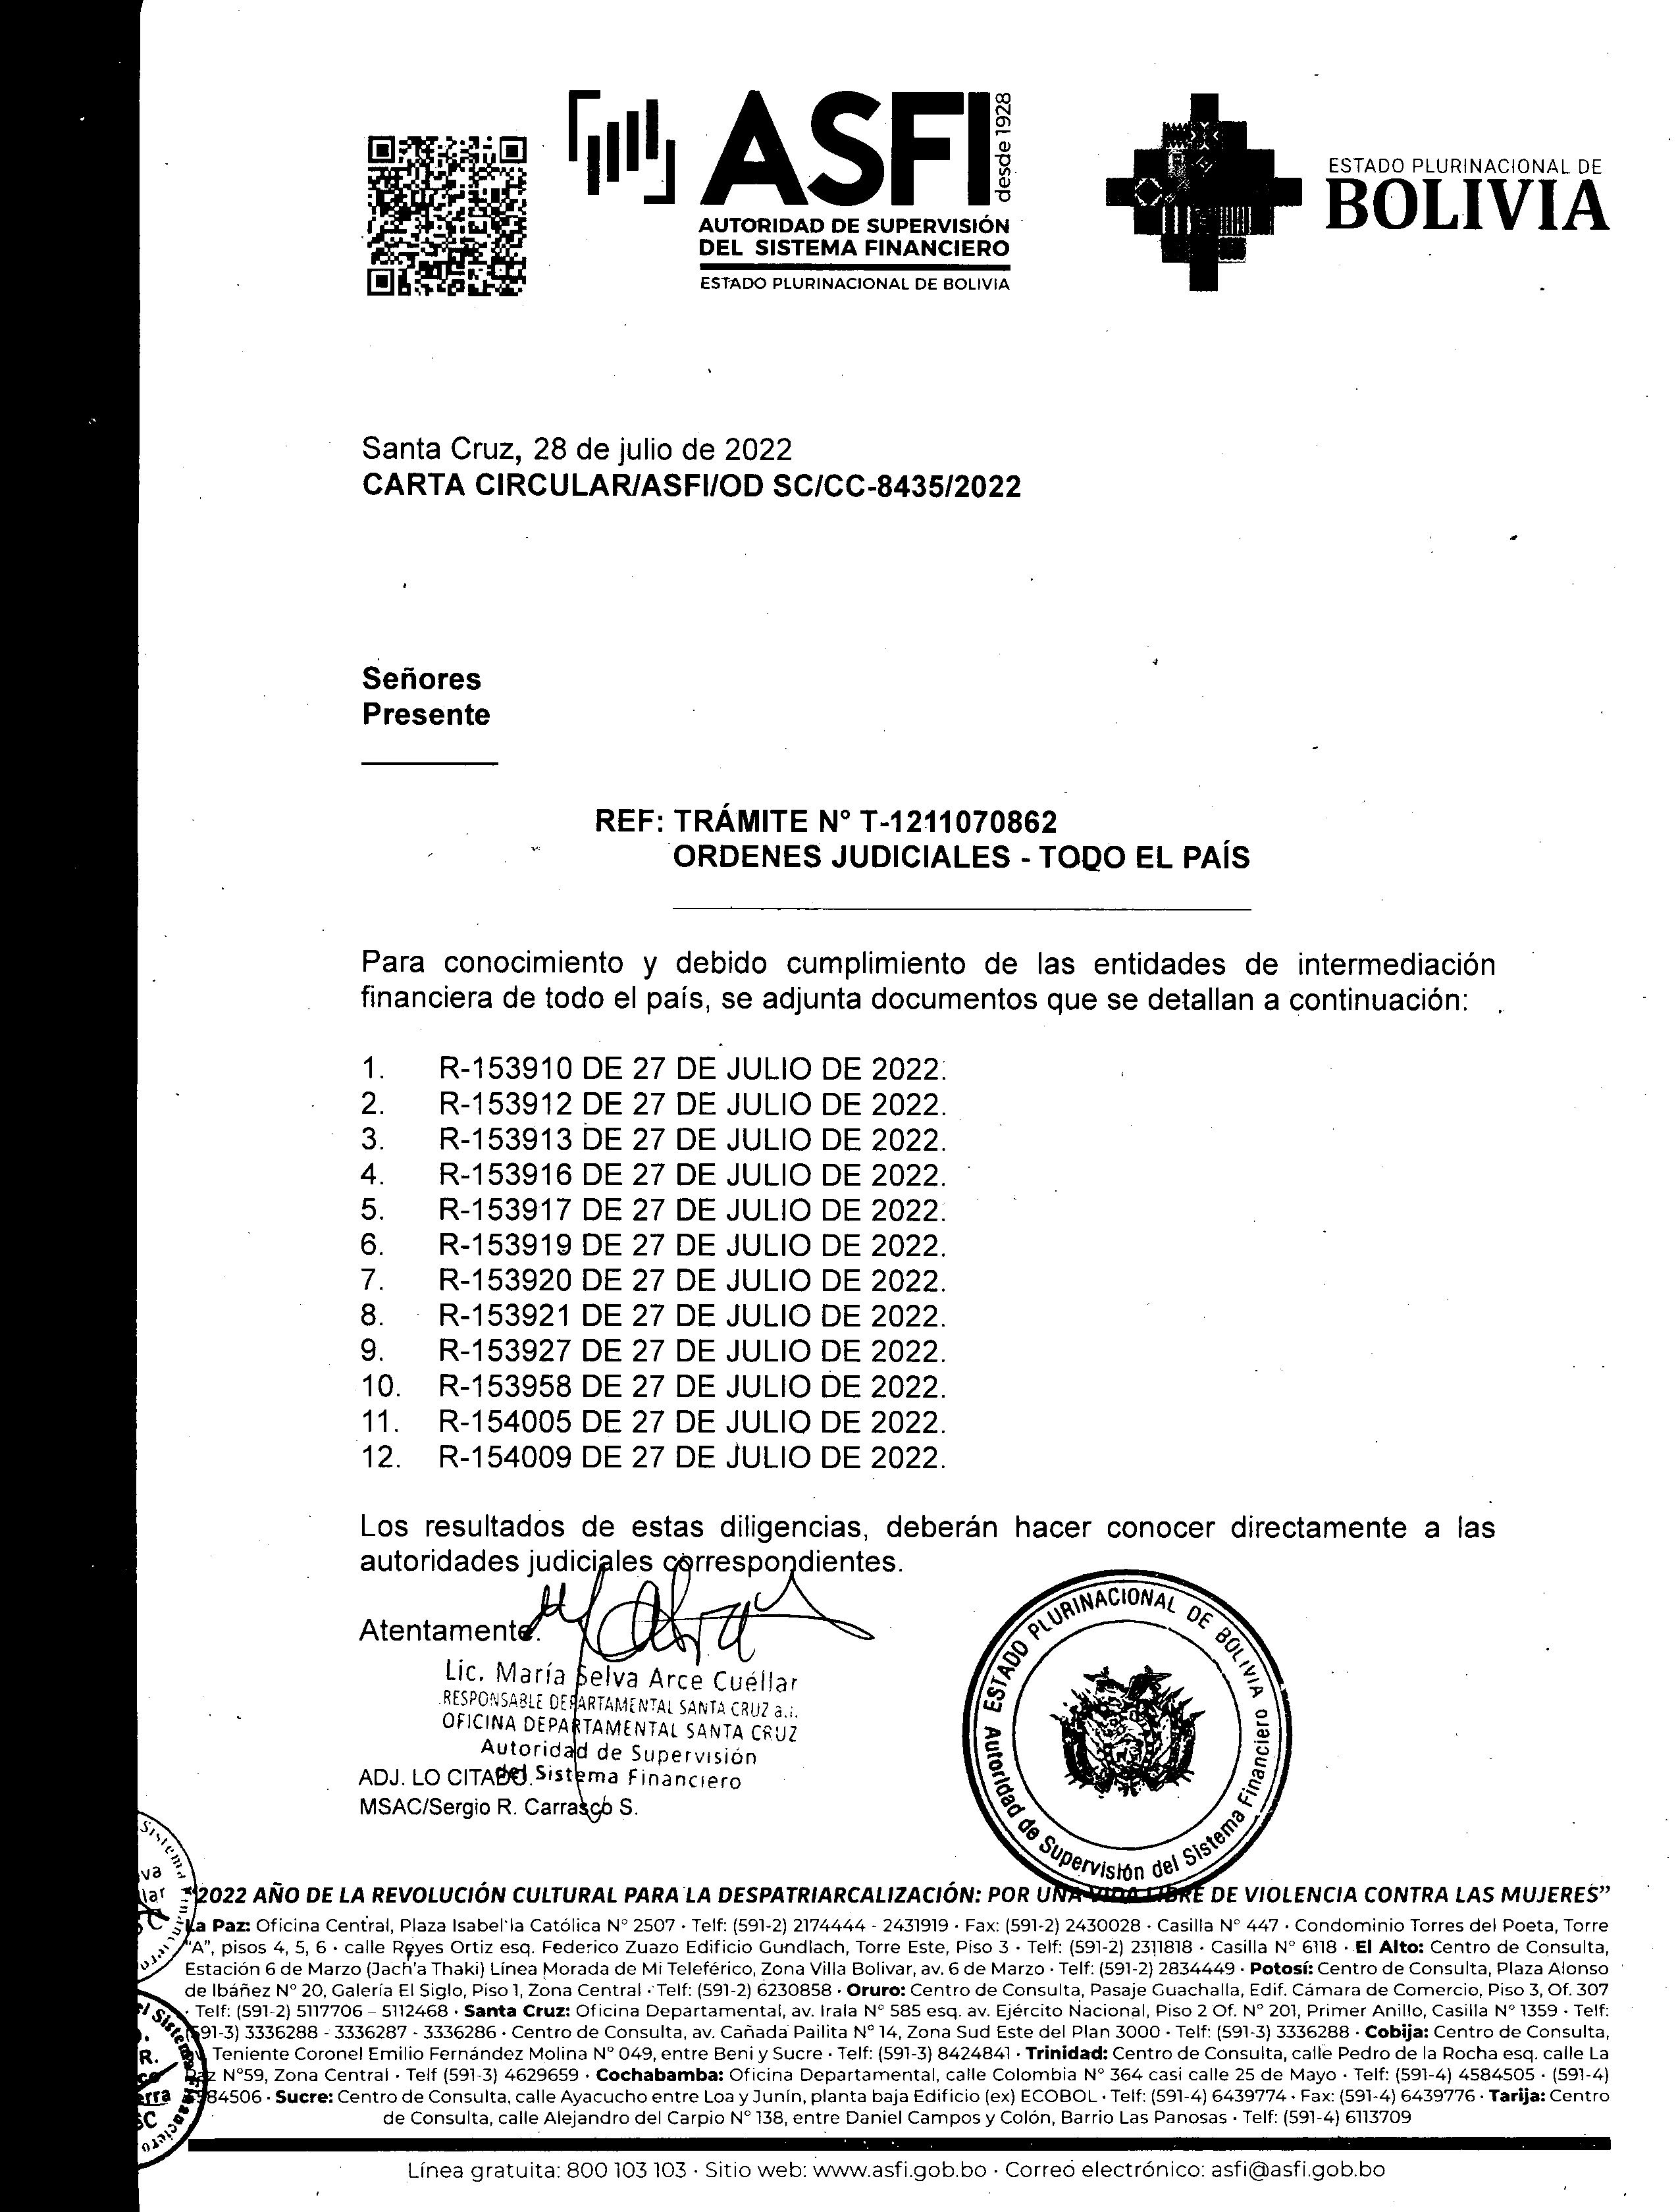 ASFI
desde 1928
AUTORIDAD DE SUPERVISIÓN
DEL SISTEMA FINANCIERO
ESTADO PLURINACIONAL DE BOLIVIA
ESTADO PLURINACIONAL DE
BOLIVIA
Santa Cruz, 28 de julio de 2022
CARTA CIRCULAR/ASFI/OD SC/CC-8435/2022
Señores
Presente
REF: TRÁMITE N° T-1211070862
ORDENES JUDICIALES - TODO EL PAÍS
Para conocimiento y debido cumplimiento de las entidades de intermediación
financiera de todo el país, se adjunta documentos que se detallan a continuación:
1. R-153910 DE 27 DE JULIO DE 2022.
2. R-153912 DE 27 DE JULIO DE 2022.
3. R-153913 DE 27 DE JULIO DE 2022.
4. R-153916 DE 27 DE JULIO DE 2022.
5. R-153917 DE 27 DE JULIO DE 2022.
6. R-153919 DE 27 DE JULIO DE 2022.
7. R-153920 DE 27 DE JULIO DE 2022.
8. R-153921 DE 27 DE JULIO DE 2022.
9. R-153927 DE 27 DE JULIO DE 2022.
10. R-153958 DE 27 DE JULIO DE 2022.
11. R-154005 DE 27 DE JULIO DE 2022.
12. R-154009 DE 27 DE JULIO DE 2022.
Los resultados de estas diligencias, deberán hacer conocer directamente a las
autoridades judiciales correspondientes.
Atentamente.
Lic. María Selva Arce Cuéllar
RESPONSABLE DEPARTAMENTAL SANTA CRUZ a.i.
OFICINA DEPARTAMENTAL SANTA CRUZ
Autoridad de Supervisión
del Sistema Financiero
ADJ. LO CITADO.
MSAC/Sergio R. Carrasco S.
ESTADO PLURINACIONAL DE BOLIVIA
Autoridad de Supervisión del Sistema Financiero
"2022 AÑO DE LA REVOLUCIÓN CULTURAL PARA LA DESPATRIARCALIZACIÓN: POR UNA VIDA LIBRE DE VIOLENCIA CONTRA LAS MUJERES”
La Paz: Oficina Central, Plaza Isabel la Católica N° 2507 · Telf: (591-2) 2174444 - 2431919 · Fax: (591-2) 2430028 · Casilla N° 447 · Condominio Torres del Poeta, Torre
"A", pisos 4, 5, 6 · calle Reyes Ortiz esq. Federico Zuazo Edificio Gundlach, Torre Este, Piso 3 · Telf: (591-2) 2311818 · Casilla N° 6118 · El Alto: Centro de Consulta,
Estación 6 de Marzo (Jach'a Thaki) Línea Morada de Mi Teleférico, Zona Villa Bolivar, av. 6 de Marzo · Telf: (591-2) 2834449 · Potosí: Centro de Consulta, Plaza Alonso
de Ibáñez N° 20, Galería El Siglo, Piso 1, Zona Central · Telf: (591-2) 6230858 · Oruro: Centro de Consulta, Pasaje Guachalla, Edif. Cámara de Comercio, Piso 3, Of. 307
· Telf: (591-2) 5117706 – 5112468 · Santa Cruz: Oficina Departamental, av. Irala N° 585 esq. av. Ejército Nacional, Piso 2 Of. N° 201, Primer Anillo, Casilla N° 1359 · Telf:
(591-3) 3336288 - 3336287 - 3336286 · Centro de Consulta, av. Cañada Pailita N° 14, Zona Sud Este del Plan 3000 · Telf: (591-3) 3336288 · Cobija: Centro de Consulta,
Teniente Coronel Emilio Fernández Molina N° 049, entre Beni y Sucre · Telf: (591-3) 8424841 · Trinidad: Centro de Consulta, calle Pedro de la Rocha esq. calle La
Paz N°59, Zona Central · Telf (591-3) 4629659 · Cochabamba: Oficina Departamental, calle Colombia N° 364 casi calle 25 de Mayo · Telf: (591-4) 4584505 · (591-4)
4584506 · Sucre: Centro de Consulta, calle Ayacucho entre Loa y Junín, planta baja Edificio (ex) ECOBOL · Telf: (591-4) 6439774 · Fax: (591-4) 6439776 · Tarija: Centro
de Consulta, calle Alejandro del Carpio N° 138, entre Daniel Campos y Colón, Barrio Las Panosas · Telf: (591-4) 6113709
Línea gratuita: 800 103 103 · Sitio web: www.asfi.gob.bo · Correo electrónico: asfi@asfi.gob.bo